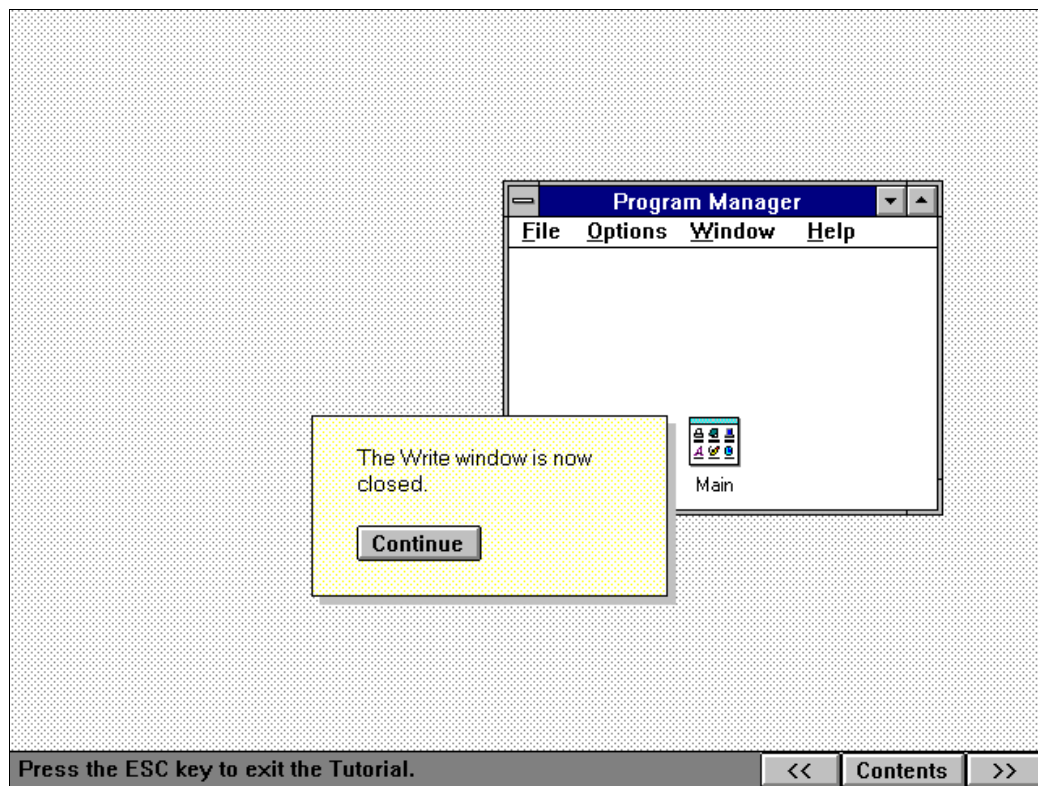 Program Manager
File Options Window Help
Main
The Write window is now
closed.
Continue
Press the ESC key to exit the Tutorial.
<< Contents >>